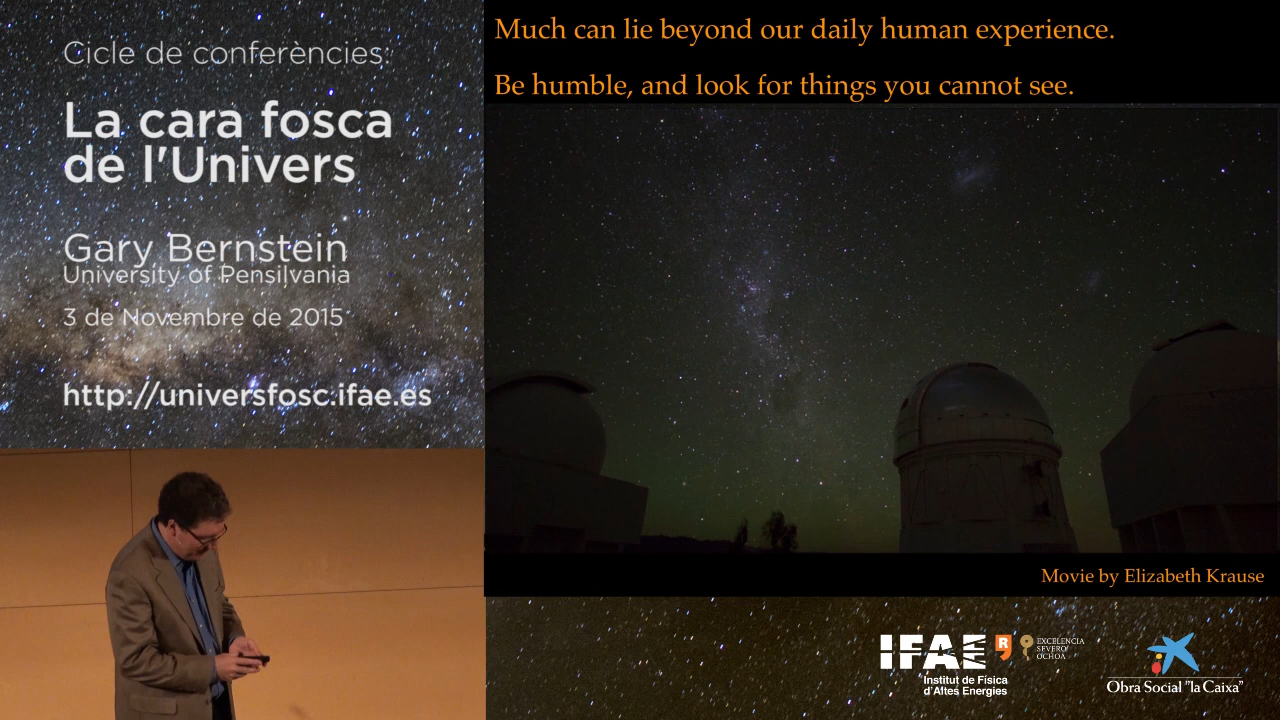 Cicle de conferències:
La cara fosca
de l'Univers
Gary Bernstein
University of Pensilvania
3 de Novembre de 2015
http://universfosc.ifae.es
Much can lie beyond our daily human experience.
Be humble, and look for things you cannot see.
Movie by Elizabeth Krause
IFAE
Institut de Física
d'Altes Energies
R
EXCELENCIA
SEVERO
OCHOA
Obra Social "la Caixa"